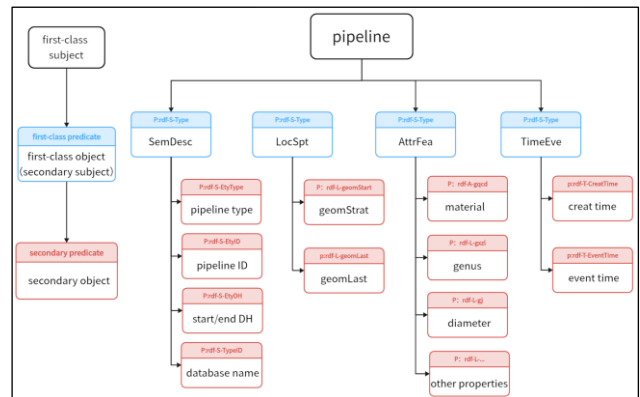 first-class
subject
first-class predicate
first-class object
(secondary subject)
secondary predicate
secondary object
pipeline
P:rdf-S-Type
SemDesc
P:rdf-S-EtyType
pipeline type
P:rdf-S-EtyID
pipeline ID
P:rdf-S-EtyDH
start/end DH
P:rdf-S-TypeID
database name
P:rdf-S-Type
LocSpt
P: rdf-L-geomStart
geomStrat
p:rdf-L-geomLast
geomLast
P:rdf-S-Type
AttrFea
P: rdf-A-gqcd
material
P: rdf-L-gxzl
genus
P: rdf-L-gj
diameter
P: rdf-L-...
other properties
P:rdf-S-Type
TimeEve
p:rdf-T-CreatTime
creat time
p:rdf-T-EventTime
event time